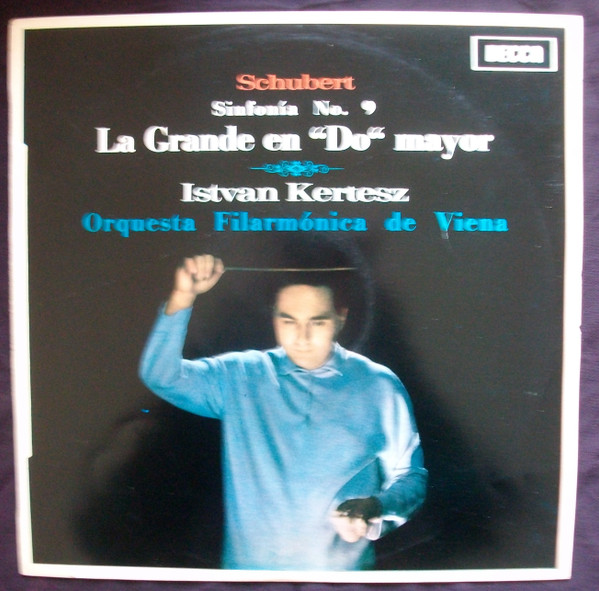 DECCA
Schubert
Sinfonía No. 9
La Grande en “Do“ mayor
Istvan Kertesz
Orquesta Filarmónica de Viena